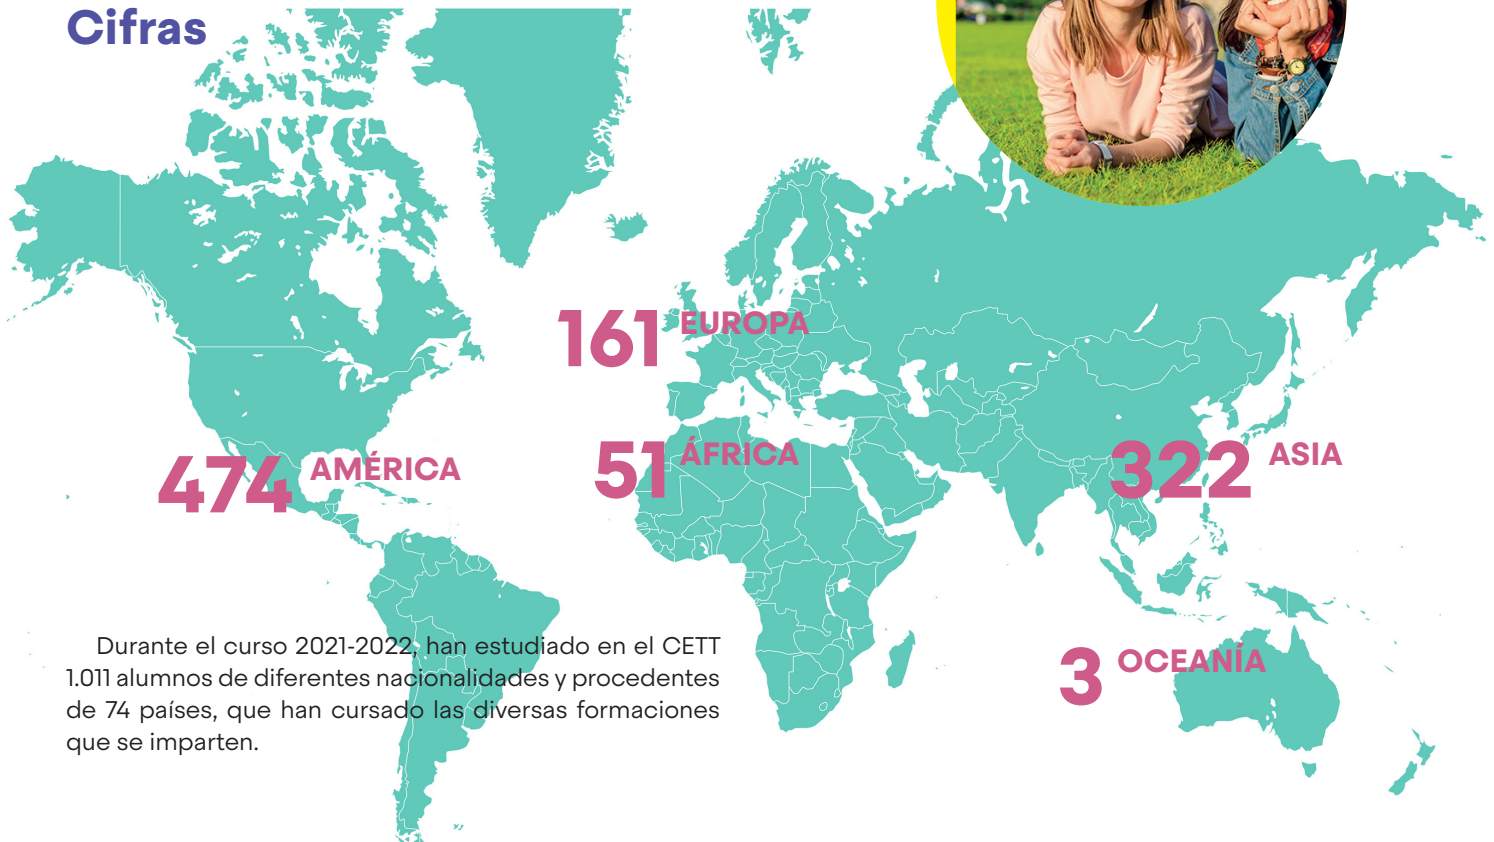 Cifras
161 EUROPA
474 AMÉRICA
51 ÁFRICA
322 ASIA
3 OCEANÍA
Durante el curso 2021-2022, han estudiado en el CETT
1.011 alumnos de diferentes nacionalidades y procedentes
de 74 países, que han cursado las diversas formaciones
que se imparten.